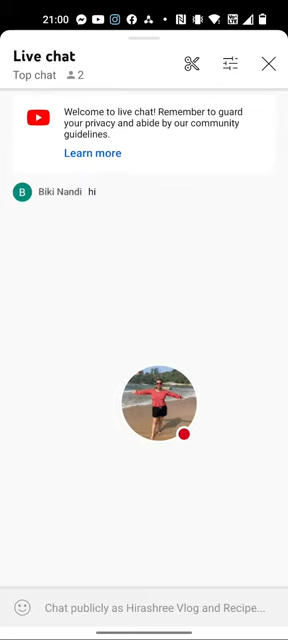 21:00
Live chat
Top chat 2
Welcome to live chat! Remember to guard
your privacy and abide by our community
guidelines.
Learn more
B Biki Nandi hi
Chat publicly as Hirashree Vlog and Recipe...